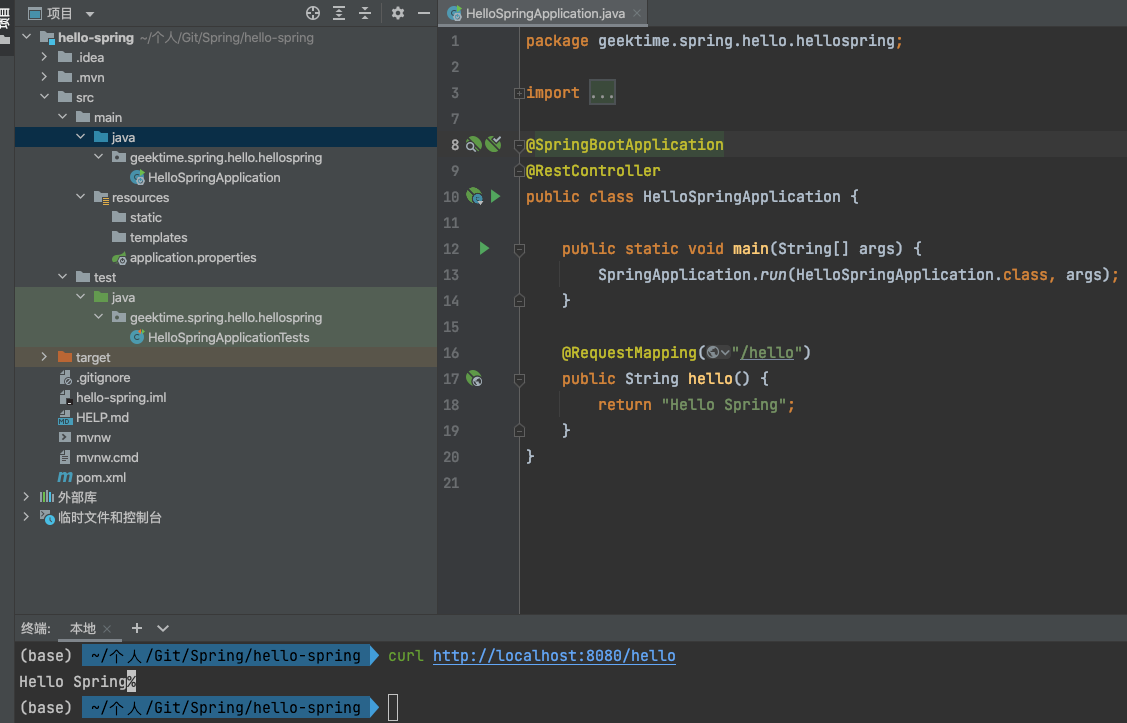 项目
项目
hello-spring ~/个人/Git/Spring/hello-spring
.idea
.mvn
src
main
java
geektime.spring.hello.hellospring
HelloSpringApplication
resources
static
templates
application.properties
test
java
geektime.spring.hello.hellospring
HelloSpringApplicationTests
target
.gitignore
hello-spring.iml
HELP.md
mvnw
mvnw.cmd
pom.xml
外部库
临时文件和控制台
HelloSpringApplication.java
1 package geektime.spring.hello.hellospring;
2
3 import ...
7
8 @SpringBootApplication
9 @RestController
10 public class HelloSpringApplication {
11
12 public static void main(String[] args) {
13 SpringApplication.run(HelloSpringApplication.class, args);
14 }
15
16 @RequestMapping("/hello")
17 public String hello() {
18 return "Hello Spring";
19 }
20 }
21
终端: 本地
(base) ~/个人/Git/Spring/hello-spring curl http://localhost:8080/hello
Hello Spring%
(base) ~/个人/Git/Spring/hello-spring